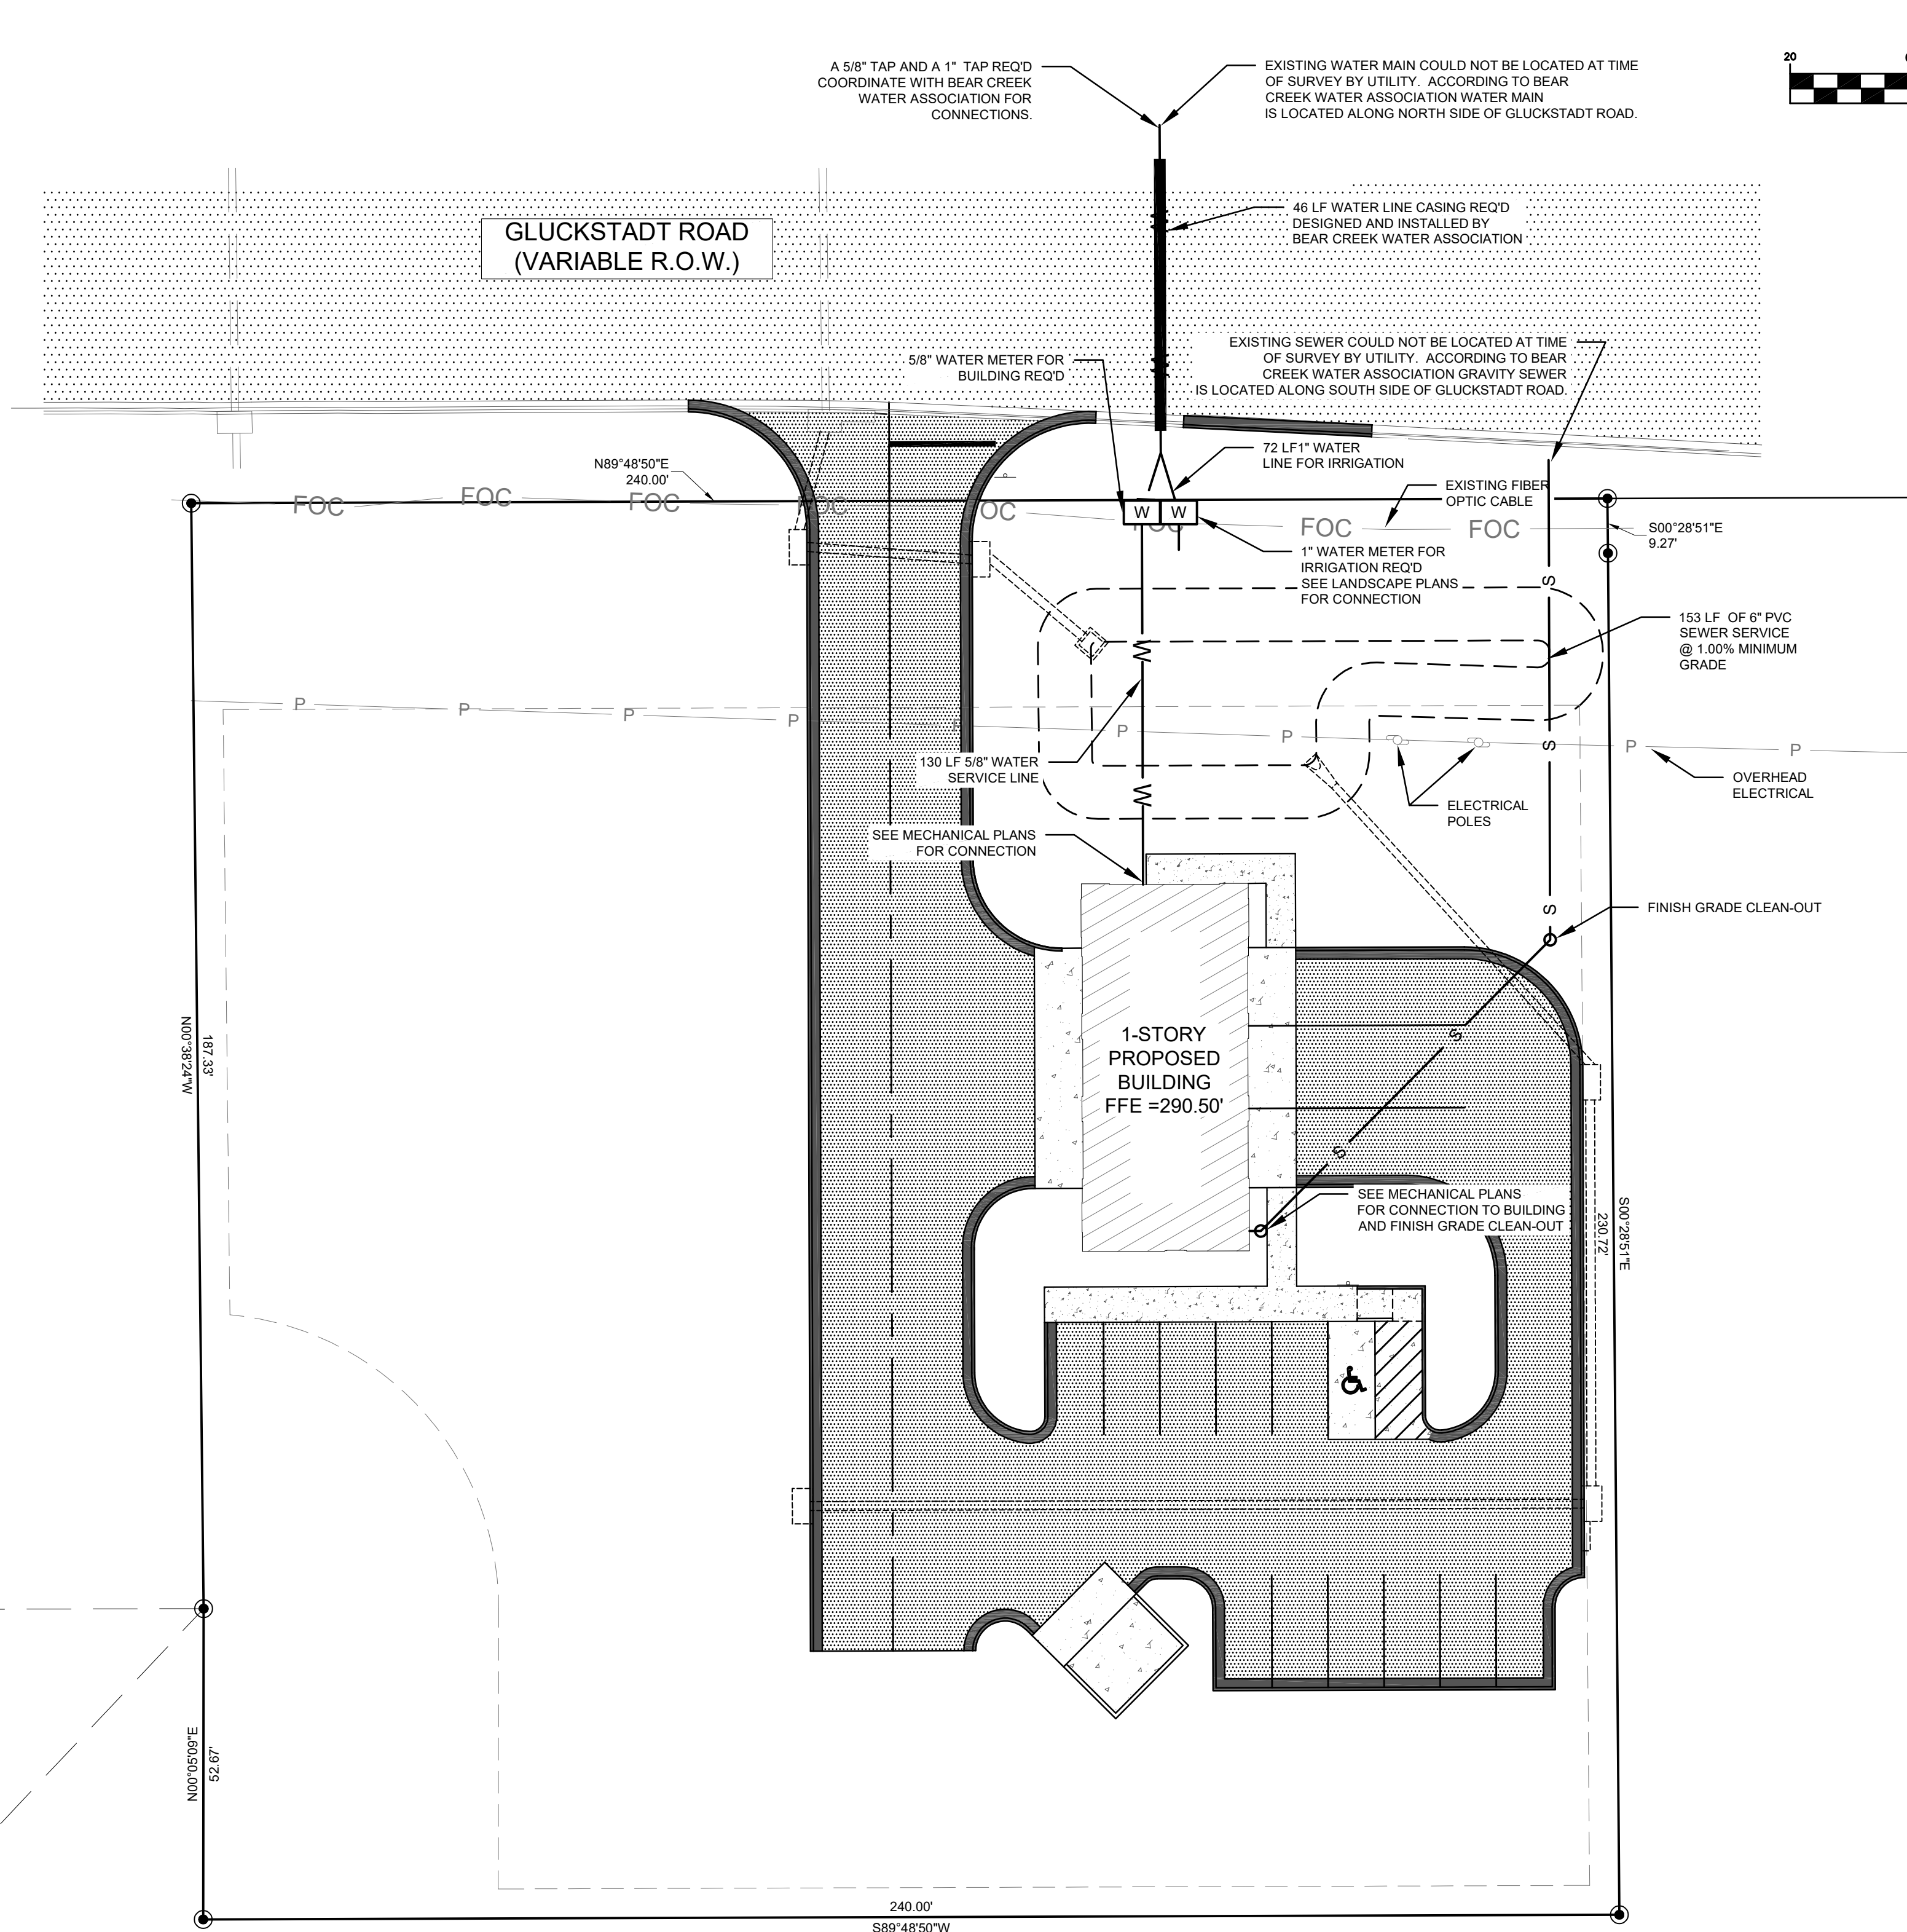 A 5/8" TAP AND A 1" TAP REQ'D
COORDINATE WITH BEAR CREEK
WATER ASSOCIATION FOR
CONNECTIONS.
EXISTING WATER MAIN COULD NOT BE LOCATED AT TIME
OF SURVEY BY UTILITY. ACCORDING TO BEAR
CREEK WATER ASSOCIATION WATER MAIN
IS LOCATED ALONG NORTH SIDE OF GLUCKSTADT ROAD.
20
GLUCKSTADT ROAD
(VARIABLE R.O.W.)
46 LF WATER LINE CASING REQ'D
DESIGNED AND INSTALLED BY
BEAR CREEK WATER ASSOCIATION
5/8" WATER METER FOR
BUILDING REQ'D
EXISTING SEWER COULD NOT BE LOCATED AT TIME
OF SURVEY BY UTILITY. ACCORDING TO BEAR
CREEK WATER ASSOCIATION GRAVITY SEWER
IS LOCATED ALONG SOUTH SIDE OF GLUCKSTADT ROAD.
N89°48'50"E
240.00'
72 LF1" WATER
LINE FOR IRRIGATION
EXISTING FIBER
OPTIC CABLE
FOC
FOC
FOC
FOC
OC
FOC
FOC
FOC
W
W
S00°28'51"E
9.27'
1" WATER METER FOR
IRRIGATION REQ'D
SEE LANDSCAPE PLANS
FOR CONNECTION
S
153 LF OF 6" PVC
SEWER SERVICE
@ 1.00% MINIMUM
GRADE
W
P
P
P
P
P
P
P
P
P
S
130 LF 5/8" WATER
SERVICE LINE
W
OVERHEAD
ELECTRICAL
ELECTRICAL
POLES
SEE MECHANICAL PLANS
FOR CONNECTION
S
FINISH GRADE CLEAN-OUT
1-STORY
PROPOSED
BUILDING
FFE =290.50'
S
S
N00°38'24"W
187.33'
SEE MECHANICAL PLANS
FOR CONNECTION TO BUILDING
AND FINISH GRADE CLEAN-OUT
S00°28'51"E
230.72'
N00°05'09"E
52.67'
240.00'
S89°48'50"W